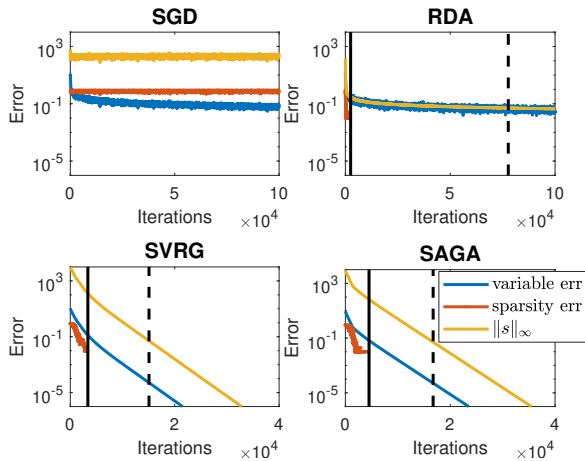 SGD
10^3
10^-1
10^-5
Error
0
5
10
Iterations
×10^4
RDA
10^3
10^-1
10^-5
Error
0
5
10
Iterations
×10^4
SVRG
10^3
10^-1
10^-5
Error
0
2
4
Iterations
×10^4
SAGA
10^3
10^-1
10^-5
Error
0
2
4
Iterations
×10^4
variable err
sparsity err
‖s‖∞